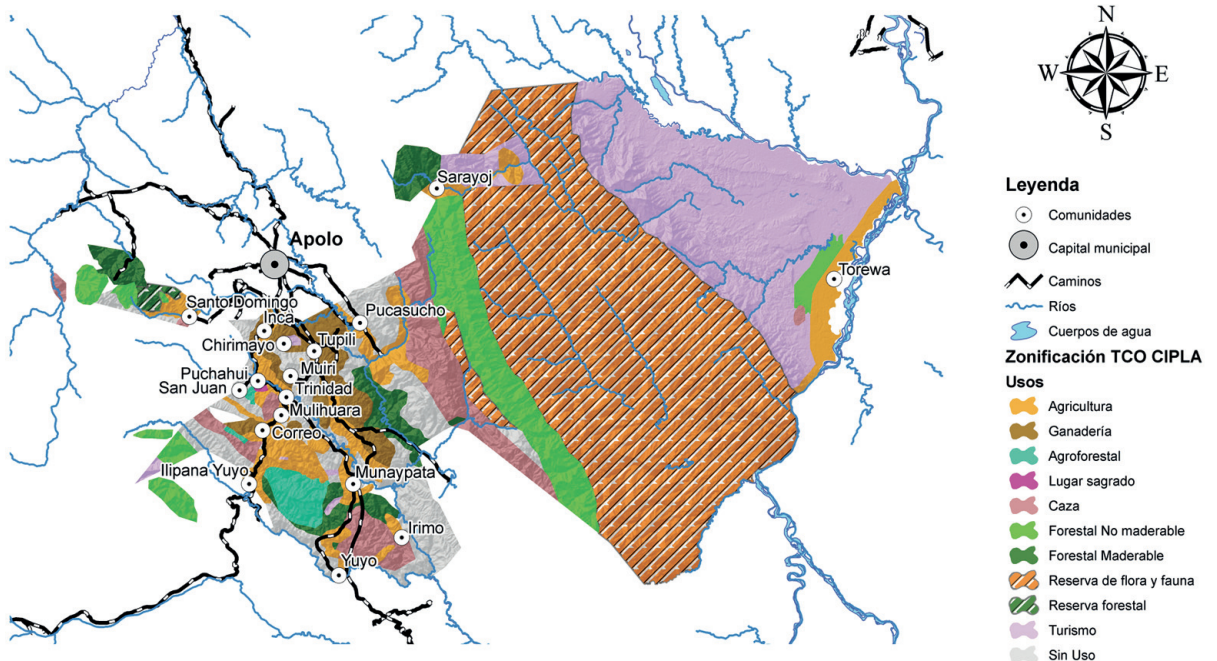 N
W E
S
Leyenda
Comunidades
Capital municipal
Caminos
Ríos
Cuerpos de agua
Zonificación TCO CIPLA
Usos
Agricultura
Ganadería
Agroforestal
Lugar sagrado
Caza
Forestal No maderable
Forestal Maderable
Reserva de flora y fauna
Reserva forestal
Turismo
Sin Uso
Sarayoj
Apolo
Torewa
Santo Domingo
Pucasucho
Inca
Chirimayo
Tupili
Muiri
Puchahui
San Juan
Trinidad
Mulihuara
Correo
Ilipana Yuyo
Munaypata
Irimo
Yuyo